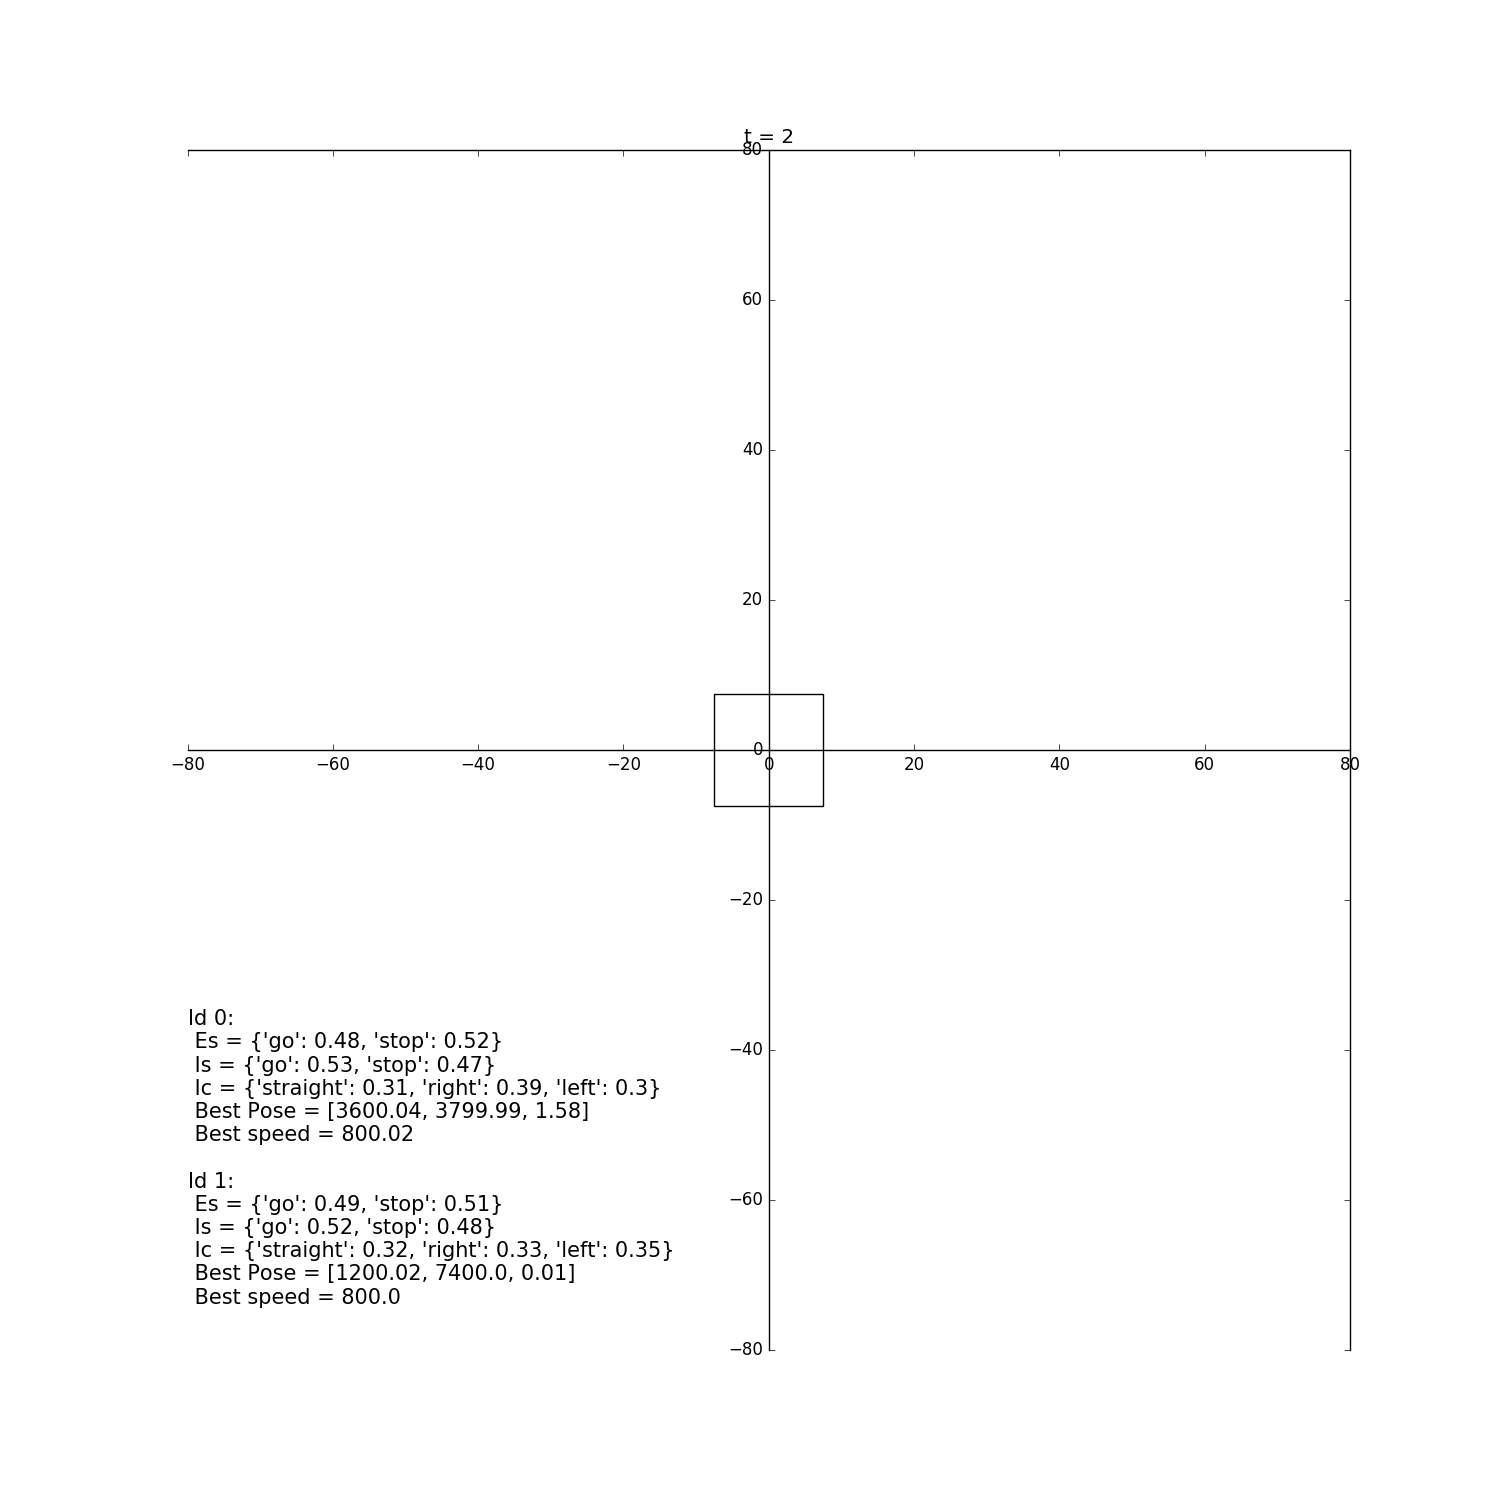 t = 2
80
60
40
20
0
−80 −60 −40 −20 0 20 40 60 80
−20
−40
−60
−80
Id 0:
Es = {'go': 0.48, 'stop': 0.52}
Is = {'go': 0.53, 'stop': 0.47}
Ic = {'straight': 0.31, 'right': 0.39, 'left': 0.3}
Best Pose = [3600.04, 3799.99, 1.58]
Best speed = 800.02
Id 1:
Es = {'go': 0.49, 'stop': 0.51}
Is = {'go': 0.52, 'stop': 0.48}
Ic = {'straight': 0.32, 'right': 0.33, 'left': 0.35}
Best Pose = [1200.02, 7400.0, 0.01]
Best speed = 800.0